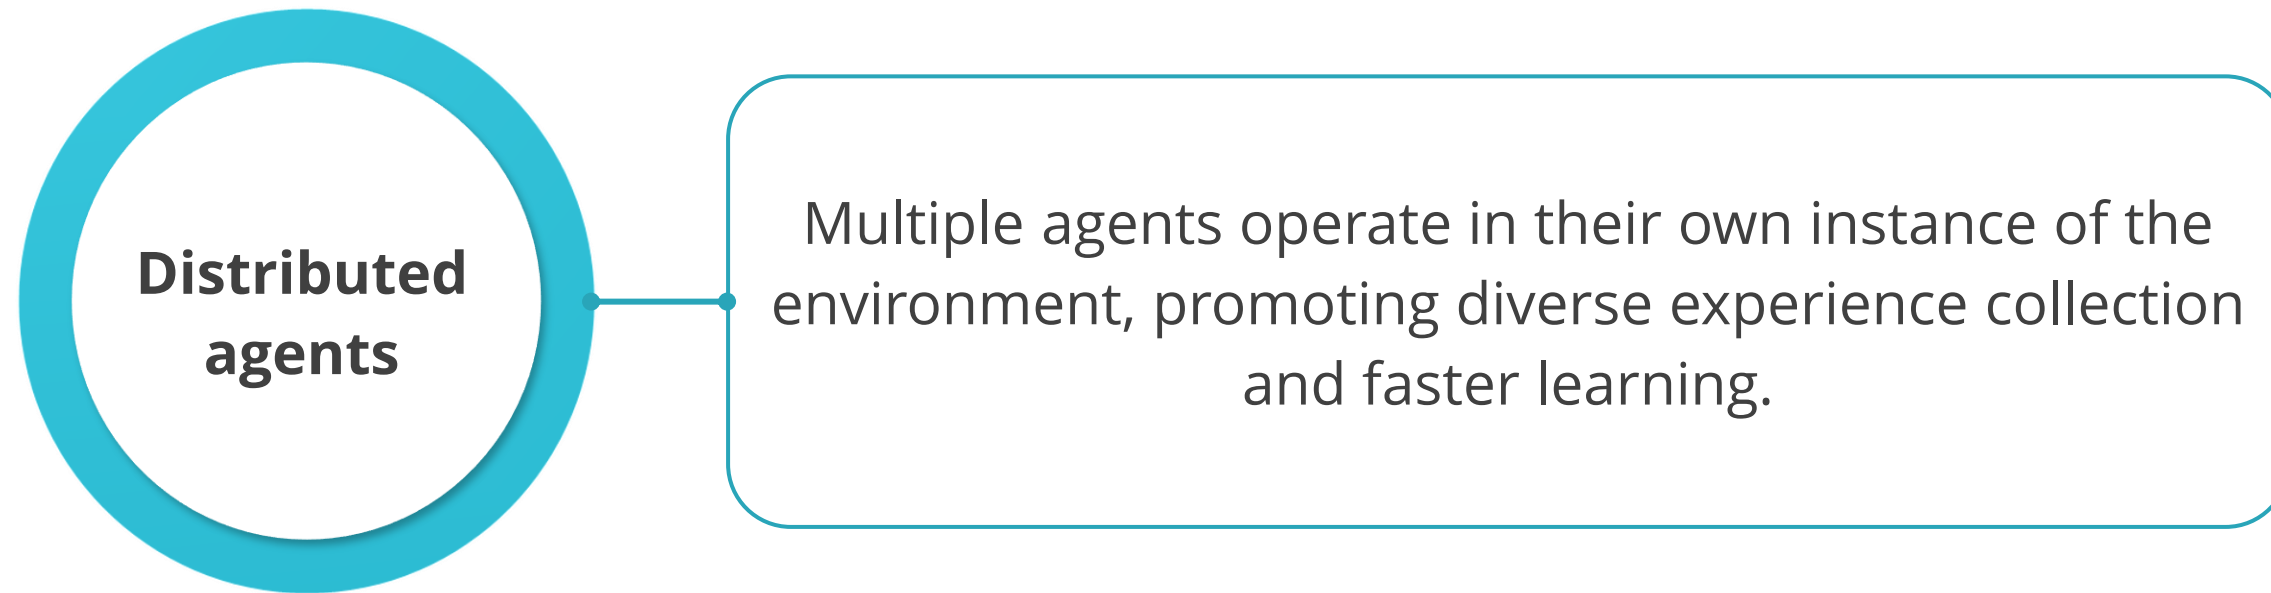 Distributed
agents
Multiple agents operate in their own instance of the
environment, promoting diverse experience collection
and faster learning.